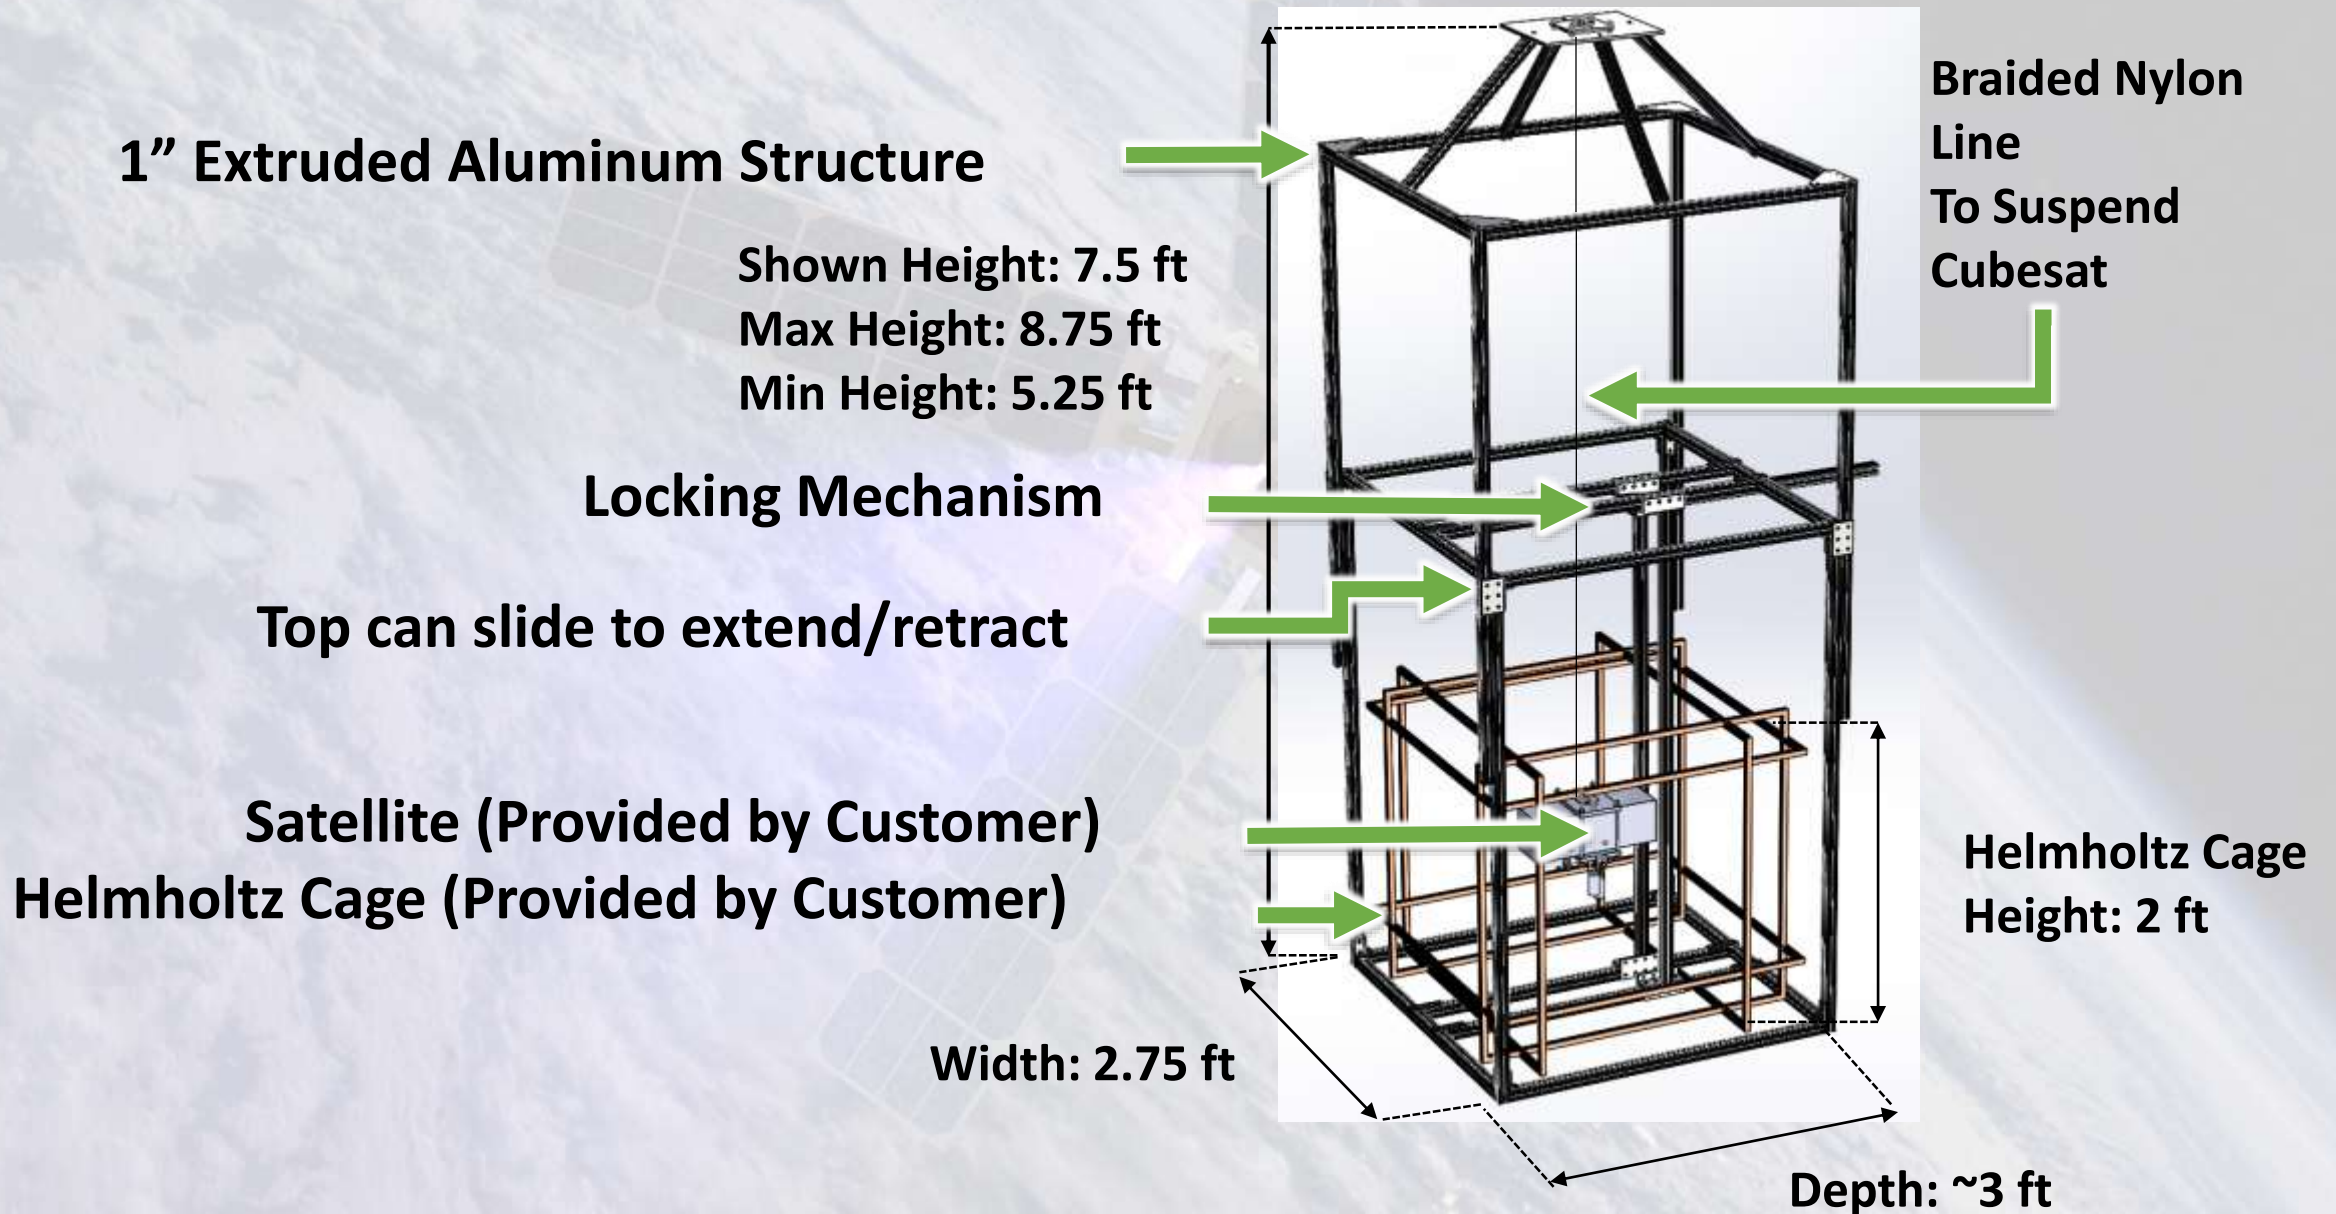 1” Extruded Aluminum Structure
Shown Height: 7.5 ft
Max Height: 8.75 ft
Min Height: 5.25 ft
Locking Mechanism
Top can slide to extend/retract
Satellite (Provided by Customer)
Helmholtz Cage (Provided by Customer)
Width: 2.75 ft
Braided Nylon
Line
To Suspend
Cubesat
Helmholtz Cage
Height: 2 ft
Depth: ~3 ft